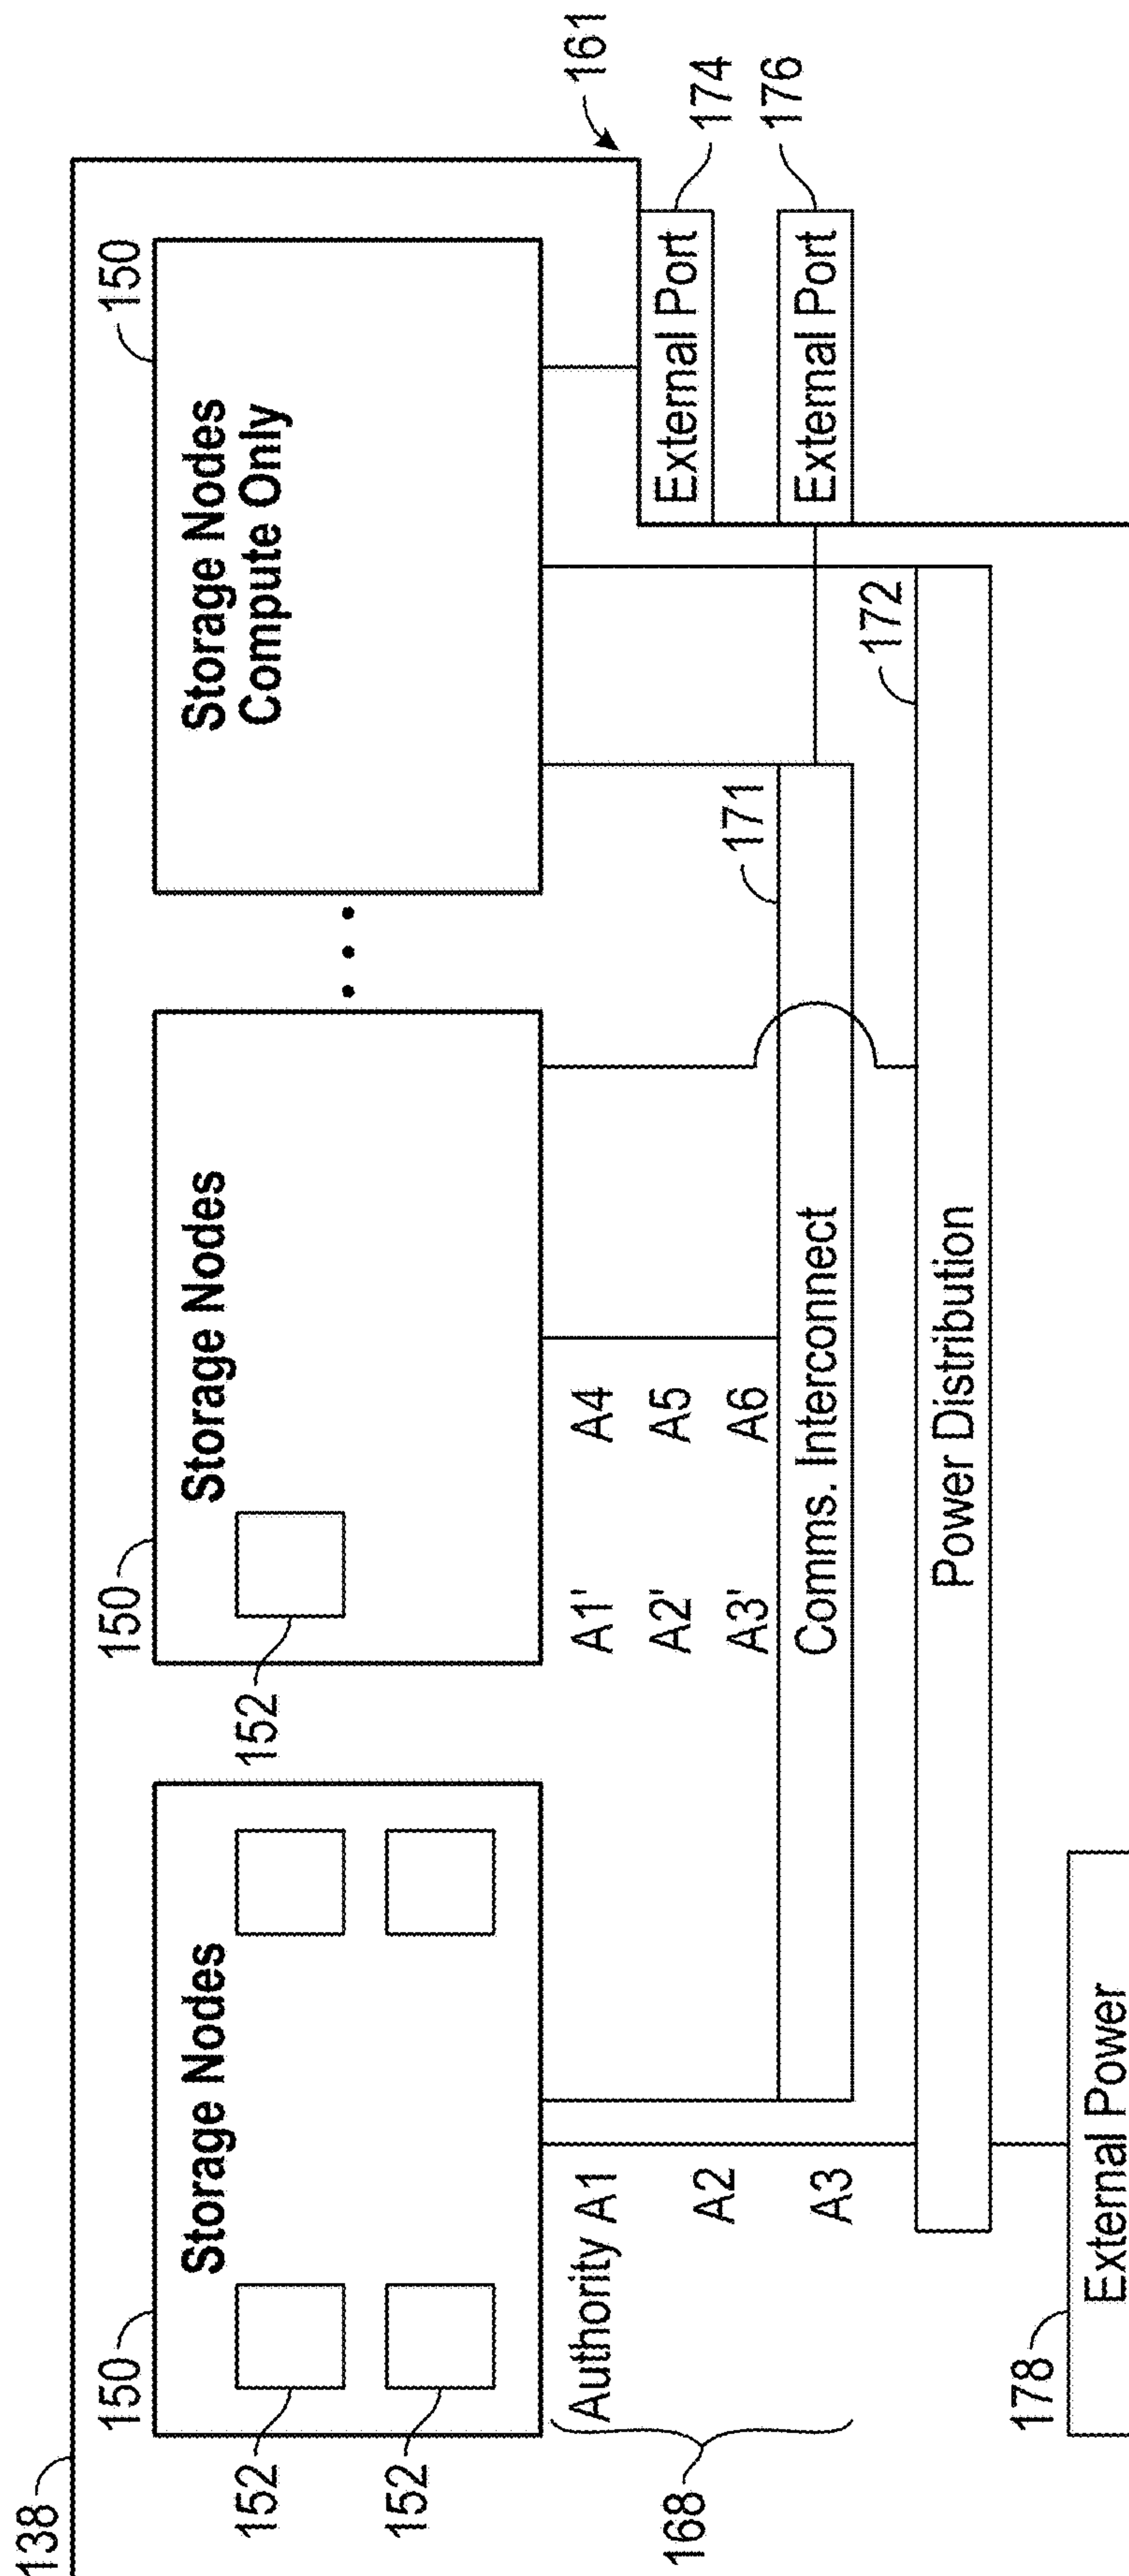 138
161
150
150
150
Storage Nodes
Storage Nodes
Storage Nodes
Compute Only
152
152
152
168
Authority A1
A2
A3
A1'
A4
A2'
A5
A3'
A6
171
Comms. Interconnect
172
Power Distribution
External Port
174
External Port
176
178
External Power